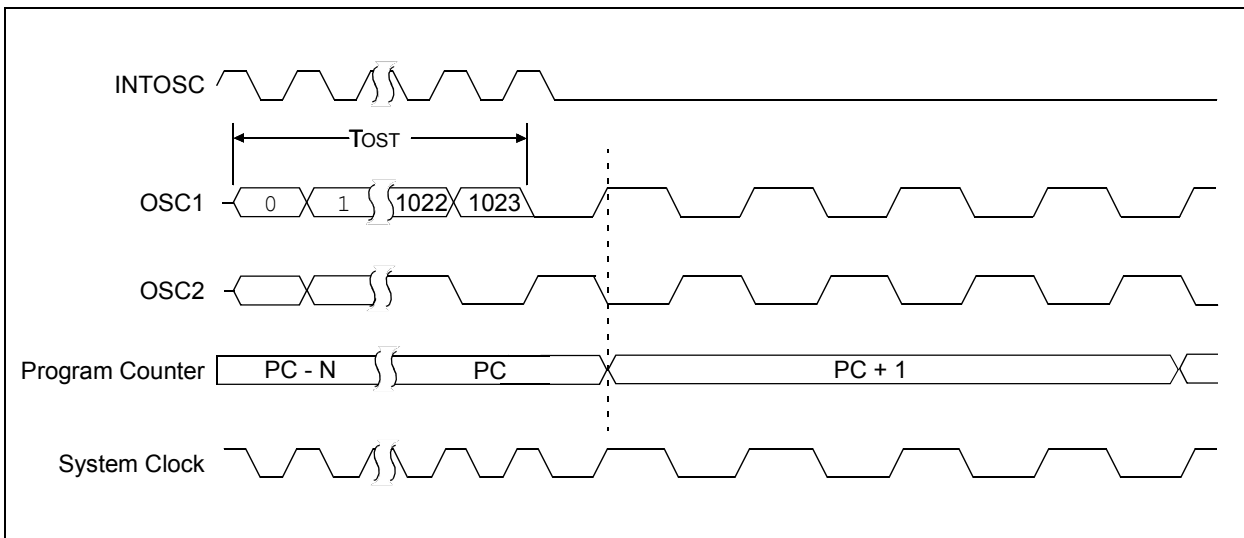 INTOSC
TOST
OSC1 0 1 1022 1023
OSC2
Program Counter PC - N PC PC + 1
System Clock